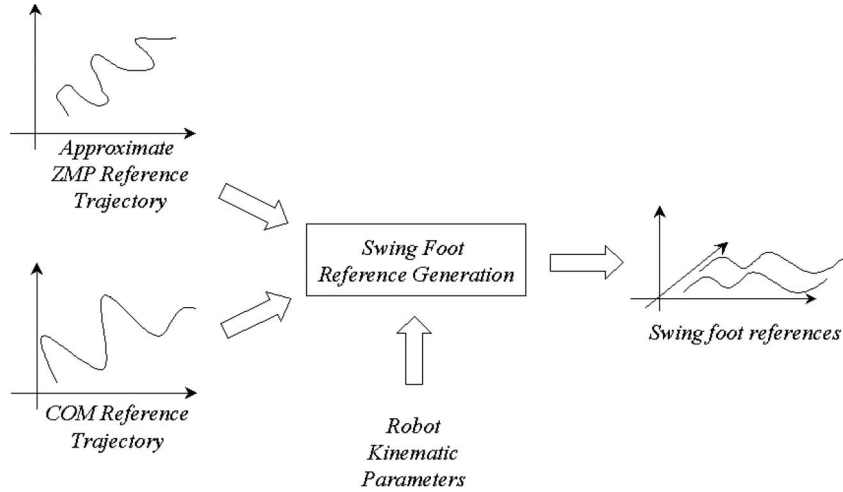 Approximate
ZMP Reference
Trajectory
Swing Foot
Reference Generation
Swing foot references
COM Reference
Trajectory
Robot
Kinematic
Parameters